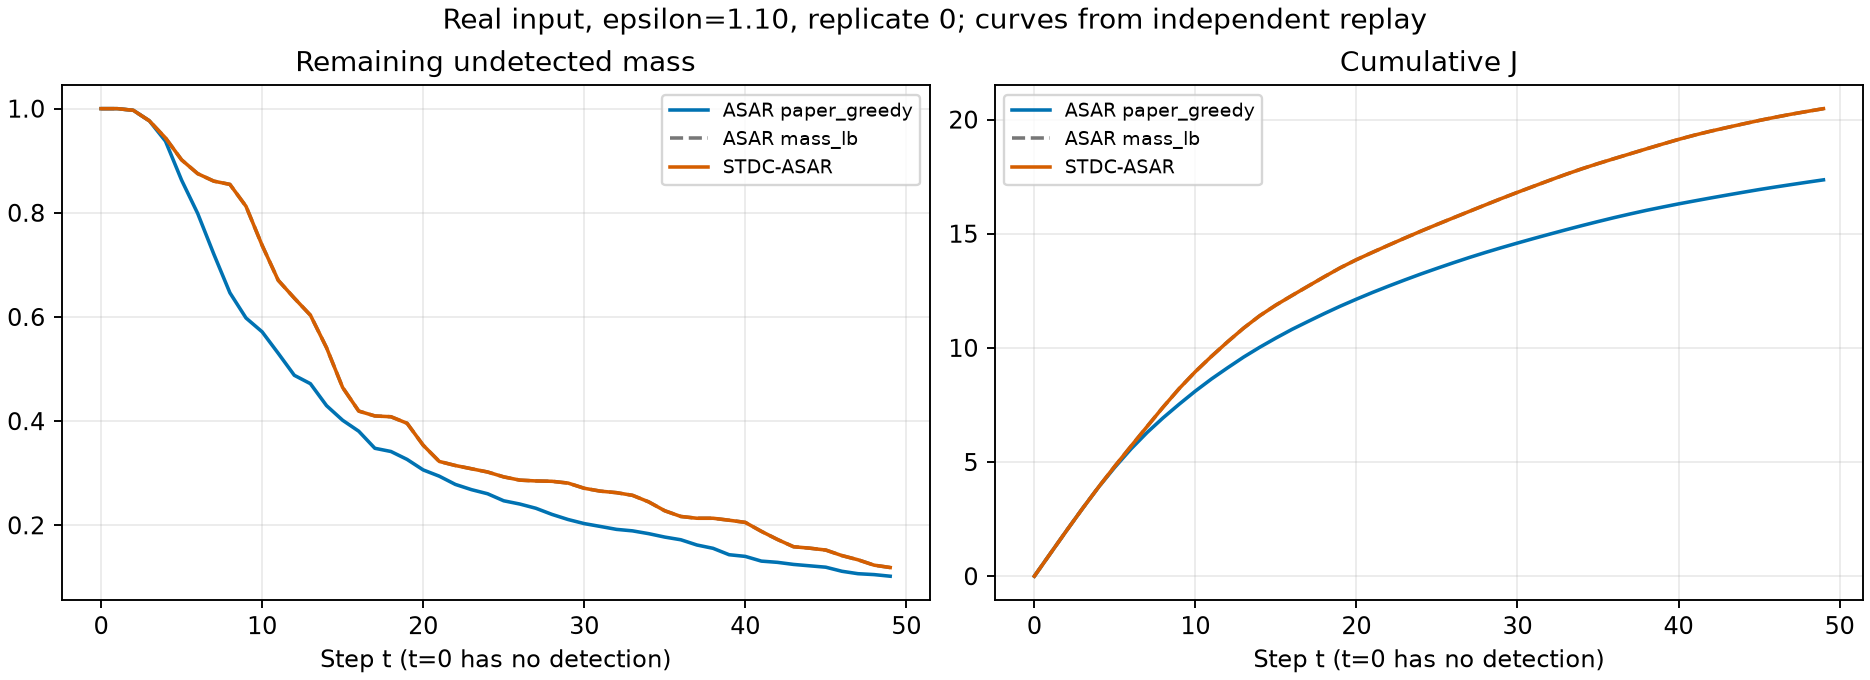 Real input, epsilon=1.10, replicate 0; curves from independent replay
Remaining undetected mass
1.0
0.8
0.6
0.4
0.2
ASAR paper_greedy
ASAR mass_lb
STDC-ASAR
0 10 20 30 40 50
Step t (t=0 has no detection)
Cumulative J
20
15
10
5
0
ASAR paper_greedy
ASAR mass_lb
STDC-ASAR
0 10 20 30 40 50
Step t (t=0 has no detection)